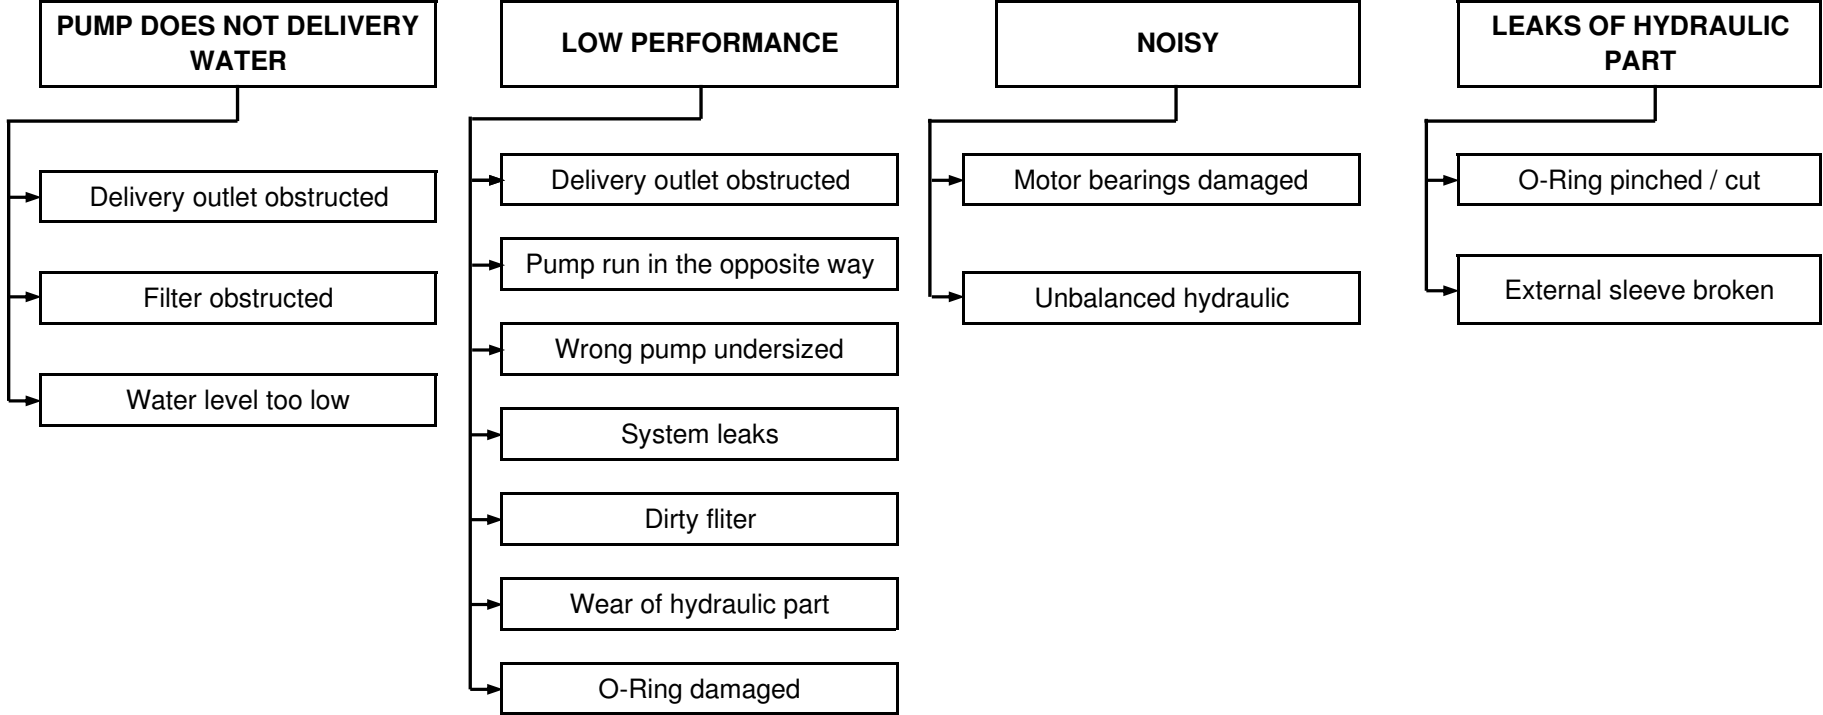 PUMP DOES NOT DELIVERY
WATER
Delivery outlet obstructed
Filter obstructed
Water level too low
LOW PERFORMANCE
Delivery outlet obstructed
Pump run in the opposite way
Wrong pump undersized
System leaks
Dirty fliter
Wear of hydraulic part
O-Ring damaged
NOISY
Motor bearings damaged
Unbalanced hydraulic
LEAKS OF HYDRAULIC
PART
O-Ring pinched / cut
External sleeve broken